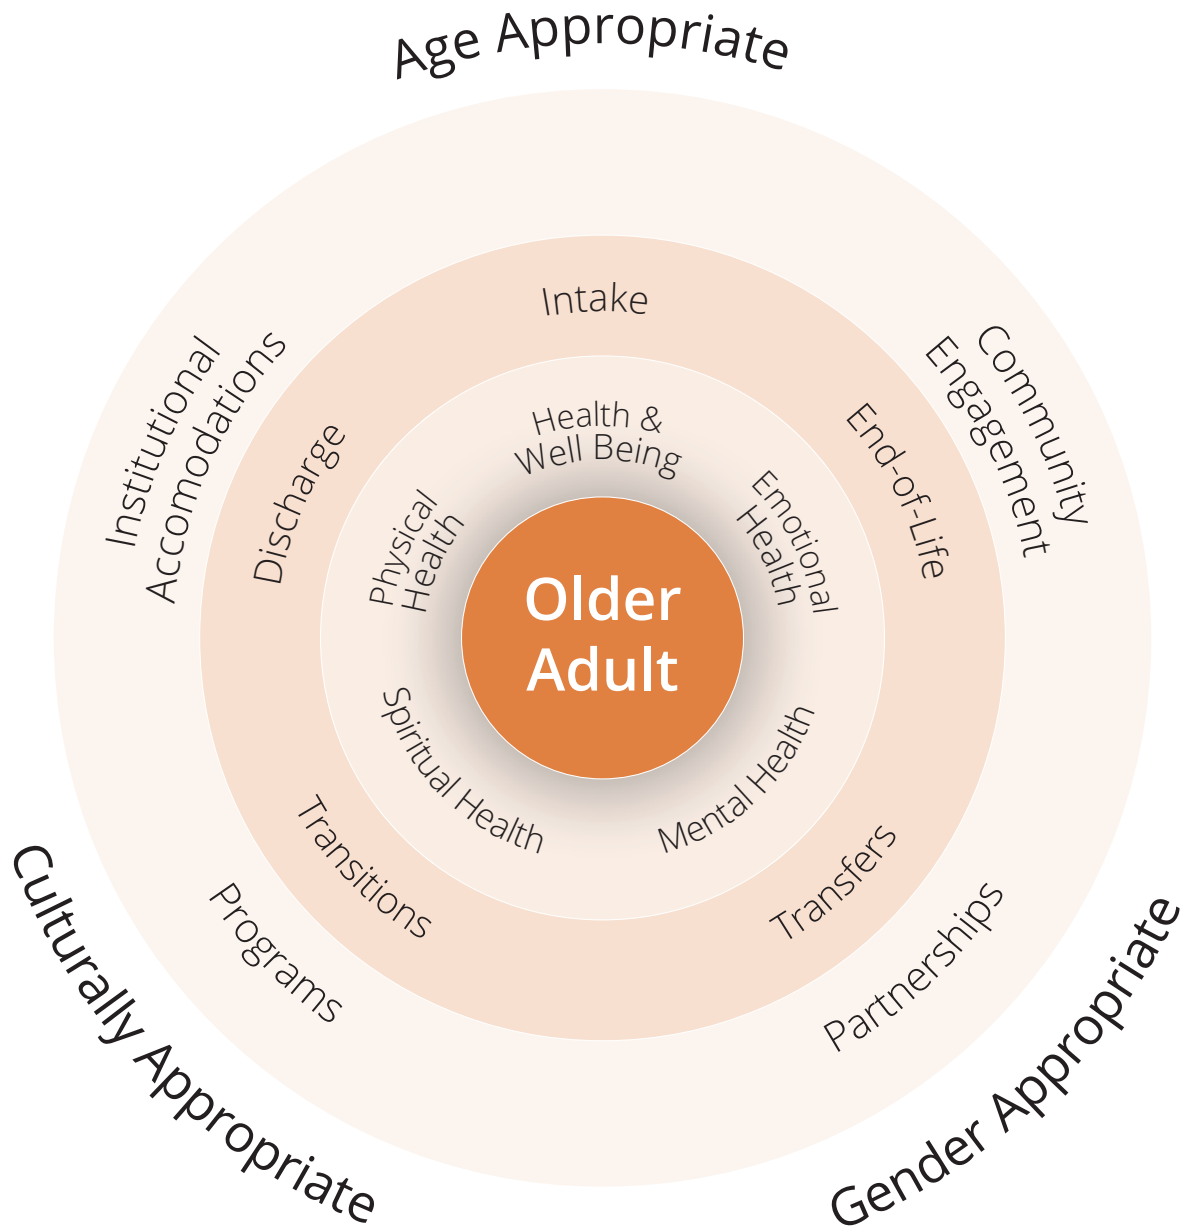 Age Appropriate
Intake
Institutional
Accomodations
Community
Engagement
Discharge
End-of-Life
Health &
Well Being
Physical
Health
Emotional
Health
Older
Adult
Spiritual Health
Mental Health
Transitions
Transfers
Programs
Partnerships
Culturally Appropriate
Gender Appropriate